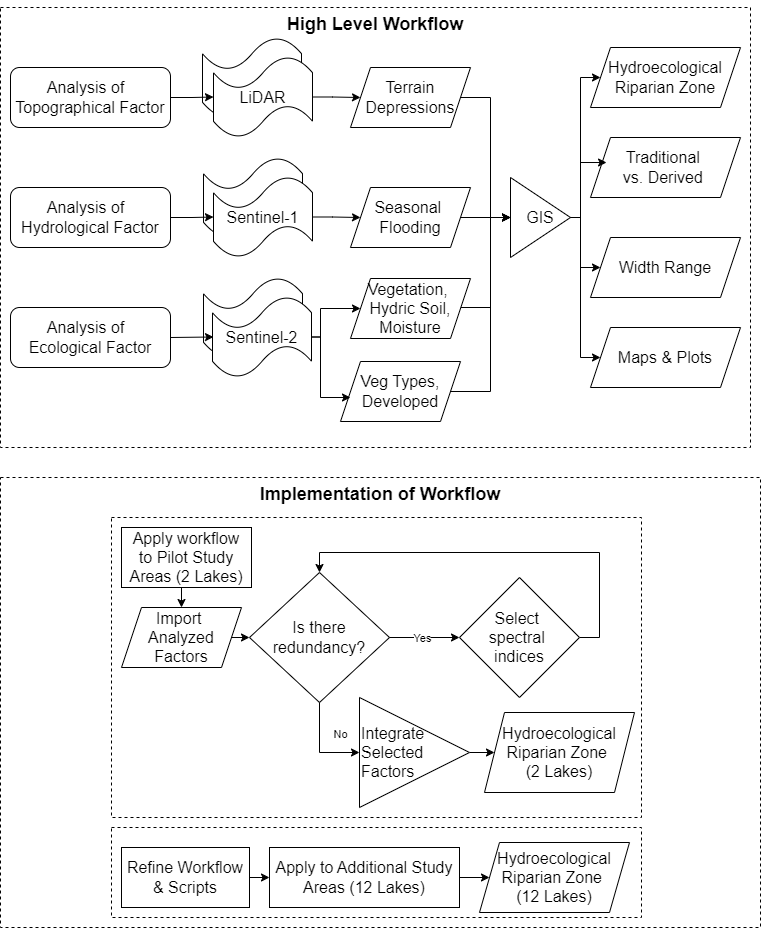 High Level Workflow
Analysis of
Topographical Factor
LiDAR
Terrain
Depressions
Analysis of
Hydrological Factor
Sentinel-1
Seasonal
Flooding
Analysis of
Ecological Factor
Sentinel-2
Vegetation,
Hydric Soil,
Moisture
Veg Types,
Developed
GIS
Hydroecological
Riparian Zone
Traditional
vs. Derived
Width Range
Maps & Plots
Implementation of Workflow
Apply workflow
to Pilot Study
Areas (2 Lakes)
Import
Analyzed
Factors
Is there
redundancy?
Yes
Select
spectral
indices
No
Integrate
Selected
Factors
Hydroecological
Riparian Zone
(2 Lakes)
Refine Workflow
& Scripts
Apply to Additional Study
Areas (12 Lakes)
Hydroecological
Riparian Zone
(12 Lakes)